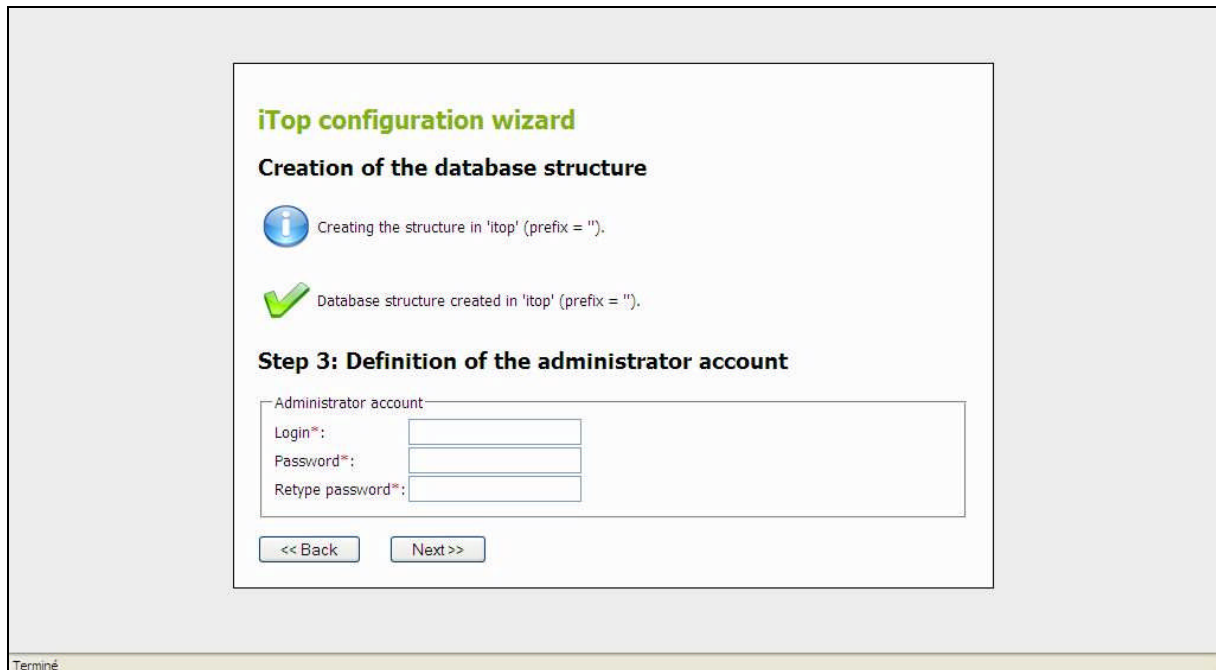 iTop configuration wizard
Creation of the database structure
Creating the structure in 'itop' (prefix = '').
Database structure created in 'itop' (prefix = '').
Step 3: Definition of the administrator account
Administrator account
Login*:
Password*:
Retype password*:
<< Back Next >>
Terminé